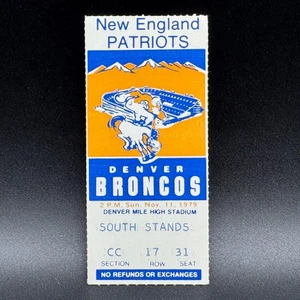 New England
PATRIOTS
DENVER
BRONCOS
2 P.M. Sun. Nov. 11, 1979
DENVER MILE HIGH STADIUM
SOUTH STANDS
CC 17 31
SECTION ROW SEAT
NO REFUNDS OR EXCHANGES